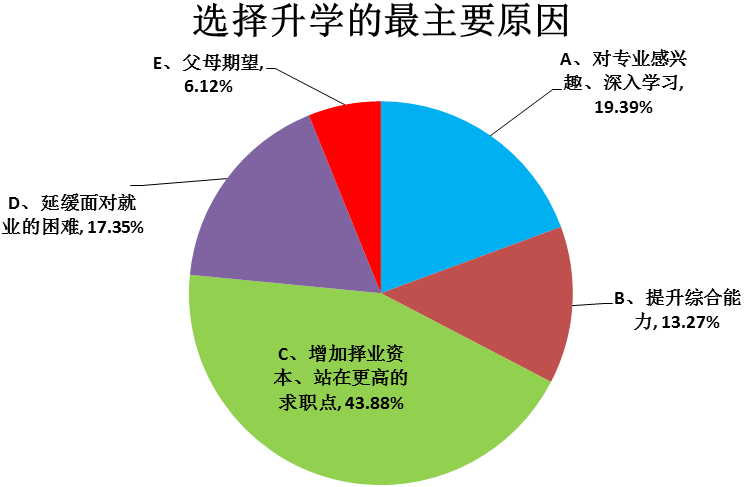 选择升学的最主要原因
E、父母期望,
6.12%
A、对专业感兴
趣、深入学习,
19.39%
D、延缓面对就
业的困难, 17.35%
B、提升综合能
力, 13.27%
C、增加择业资
本、站在更高的
求职点, 43.88%